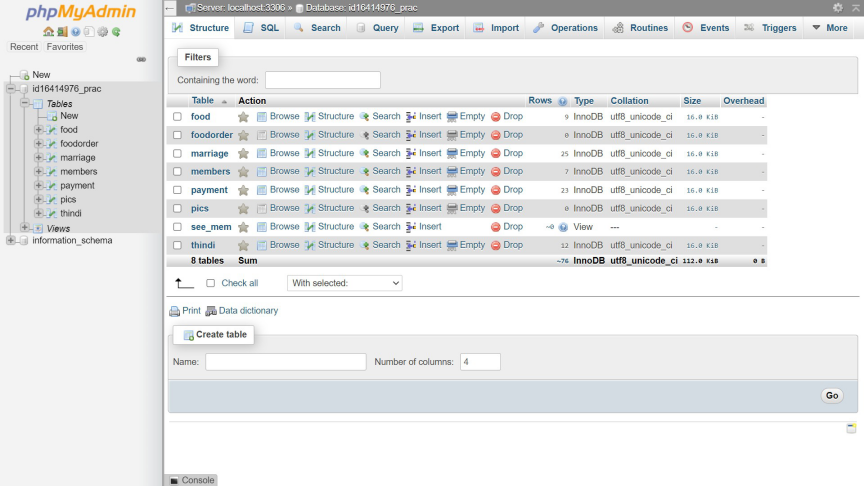 phpMyAdmin
Recent Favorites
New
id16414976_prac
Tables
New
food
foodorder
marriage
members
payment
pics
thindi
Views
information_schema
Server: localhost:3306 » Database: id16414976_prac
Structure SQL Search Query Export Import Operations Routines Events Triggers More
Filters
Containing the word:
Table Action Rows Type Collation Size Overhead
food Browse Structure Search Insert Empty Drop 9 InnoDB utf8_unicode_ci 16.0 KiB -
foodorder Browse Structure Search Insert Empty Drop 0 InnoDB utf8_unicode_ci 16.0 KiB -
marriage Browse Structure Search Insert Empty Drop 25 InnoDB utf8_unicode_ci 16.0 KiB -
members Browse Structure Search Insert Empty Drop 7 InnoDB utf8_unicode_ci 16.0 KiB -
payment Browse Structure Search Insert Empty Drop 23 InnoDB utf8_unicode_ci 16.0 KiB -
pics Browse Structure Search Insert Empty Drop 0 InnoDB utf8_unicode_ci 16.0 KiB -
see_mem Browse Structure Search Insert Drop ~0 View --- - -
thindi Browse Structure Search Insert Empty Drop 12 InnoDB utf8_unicode_ci 16.0 KiB -
8 tables Sum ~76 InnoDB utf8_unicode_ci 112.0 KiB 0 B
Check all With selected:
Print Data dictionary
Create table
Name: Number of columns: 4
Go
Console